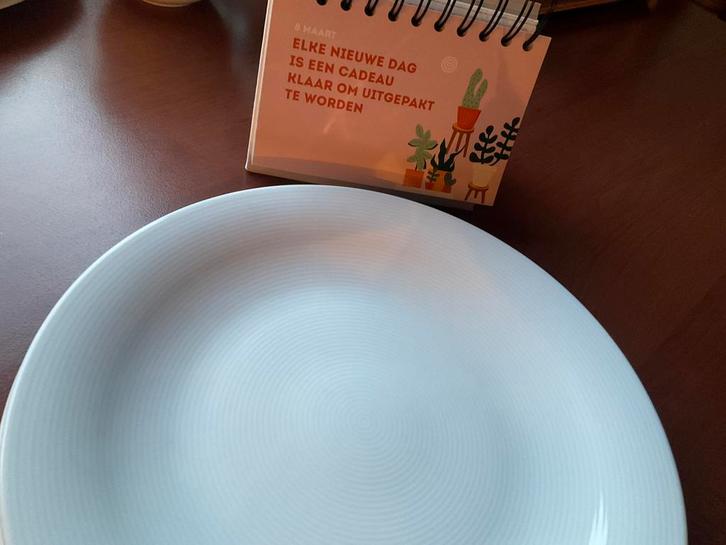 8 MAART
ELKE NIEUWE DAG
IS EEN CADEAU
KLAAR OM UITGEPAKT
TE WORDEN